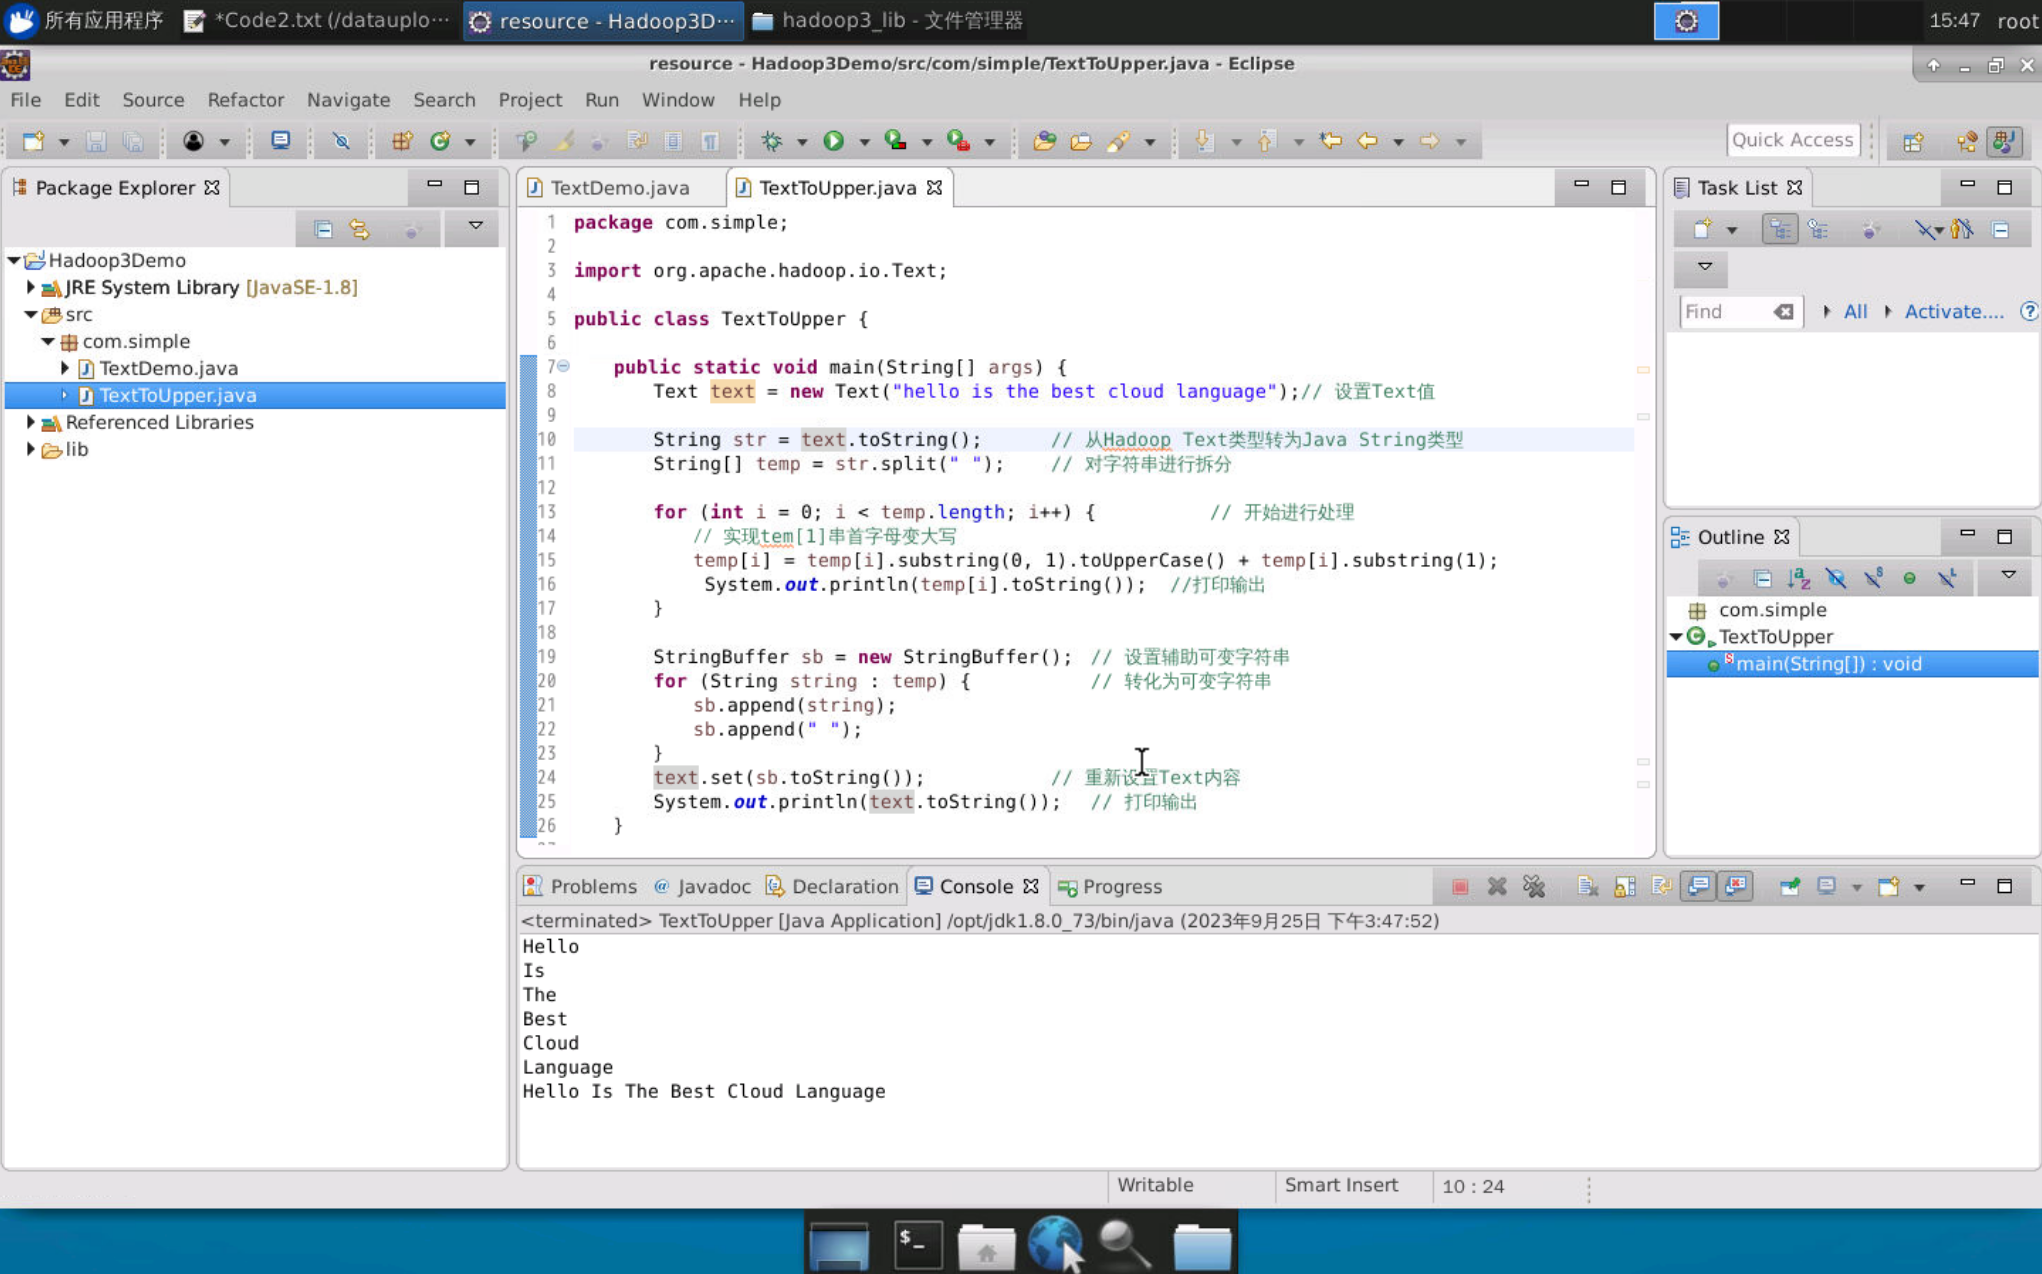 所有应用程序
*Code2.txt (/datauplo···
resource - Hadoop3D···
hadoop3_lib - 文件管理器
15:47 root
resource - Hadoop3Demo/src/com/simple/TextToUpper.java - Eclipse
File Edit Source Refactor Navigate Search Project Run Window Help
Quick Access
Package Explorer
Hadoop3Demo
JRE System Library [JavaSE-1.8]
src
com.simple
TextDemo.java
TextToUpper.java
Referenced Libraries
lib
TextDemo.java
TextToUpper.java
1 package com.simple;
2
3 import org.apache.hadoop.io.Text;
4
5 public class TextToUpper {
6
7 public static void main(String[] args) {
8 Text text = new Text("hello is the best cloud language");// 设置Text值
9
10 String str = text.toString(); // 从Hadoop Text类型转为Java String类型
11 String[] temp = str.split(" "); // 对字符串进行拆分
12
13 for (int i = 0; i < temp.length; i++) { // 开始进行处理
14 // 实现tem[1]串首字母变大写
15 temp[i] = temp[i].substring(0, 1).toUpperCase() + temp[i].substring(1);
16 System.out.println(temp[i].toString()); //打印输出
17 }
18
19 StringBuffer sb = new StringBuffer(); // 设置辅助可变字符串
20 for (String string : temp) { // 转化为可变字符串
21 sb.append(string);
22 sb.append(" ");
23 }
24 text.set(sb.toString()); // 重新设置Text内容
25 System.out.println(text.toString()); // 打印输出
26 }
Task List
Find All Activate....
Outline
com.simple
TextToUpper
main(String[]) : void
Problems @ Javadoc Declaration Console Progress
<terminated> TextToUpper [Java Application] /opt/jdk1.8.0_73/bin/java (2023年9月25日 下午3:47:52)
Hello
Is
The
Best
Cloud
Language
Hello Is The Best Cloud Language
Writable Smart Insert 10 : 24